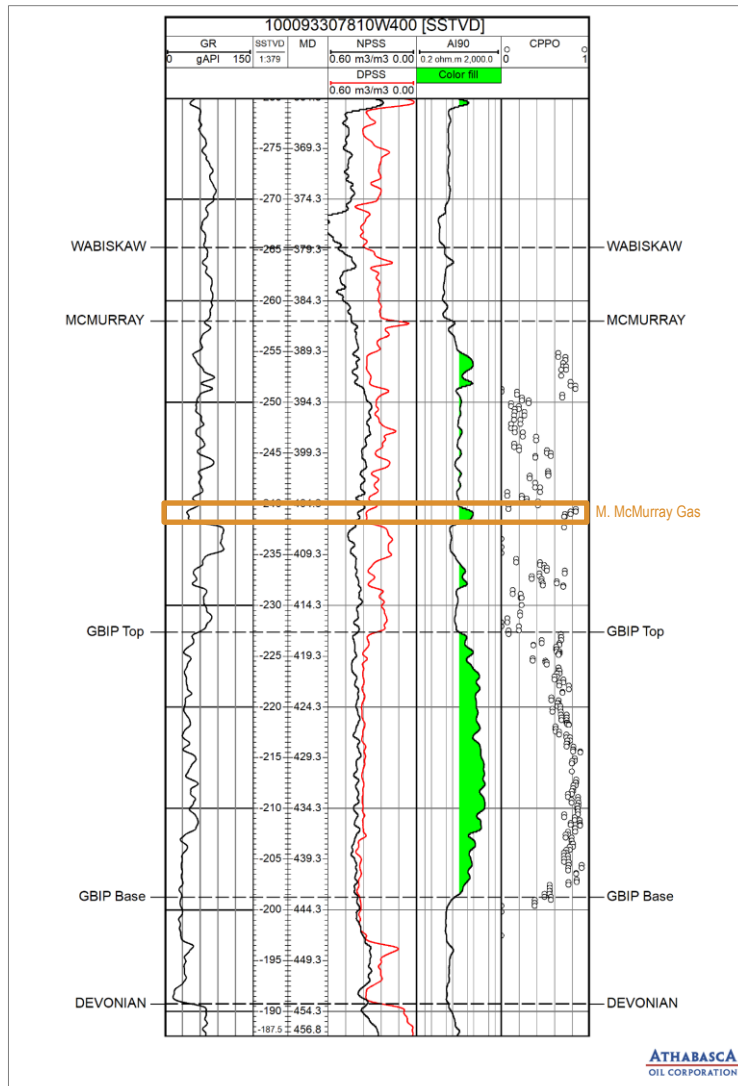 100093307810W400 [SSTVD]
GR SSTVD MD NPSS AI90 CPPO
0 gAPI 150 1:379 0.60 m3/m3 0.00 0.2 ohm.m 2,000.0 0 1
DPSS Color fill
0.60 m3/m3 0.00
-275 369.3
-270 374.3
WABISKAW -265 379.3 WABISKAW
-260 384.3
MCMURRAY MCMURRAY
-255 389.3
-250 394.3
-245 399.3
M. McMurray Gas
-235 409.3
-230 414.3
GBIP Top GBIP Top
-225 419.3
-220 424.3
-215 429.3
-210 434.3
-205 439.3
GBIP Base GBIP Base
-200 444.3
-195 449.3
DEVONIAN DEVONIAN
-190 454.3
-187.5 456.8
ATHABASCA
OIL CORPORATION